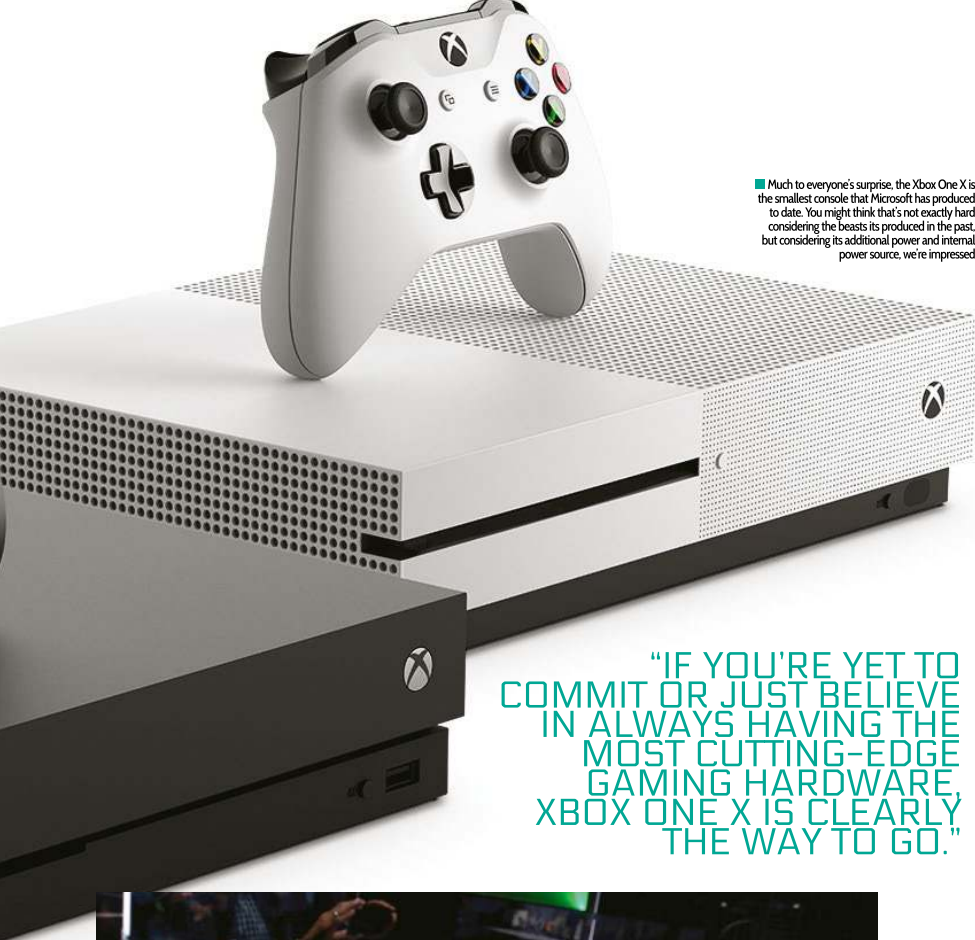 Much to everyone's surprise, the Xbox One X is
the smallest console that Microsoft has produced
to date. You might think that's not exactly hard
considering the beasts its produced in the past,
but considering its additional power and internal
power source, we're impressed
"IF YOU'RE YET TO
COMMIT OR JUST BELIEVE
IN ALWAYS HAVING THE
MOST CUTTING-EDGE
GAMING HARDWARE,
XBOX ONE X IS CLEARLY
THE WAY TO GO."